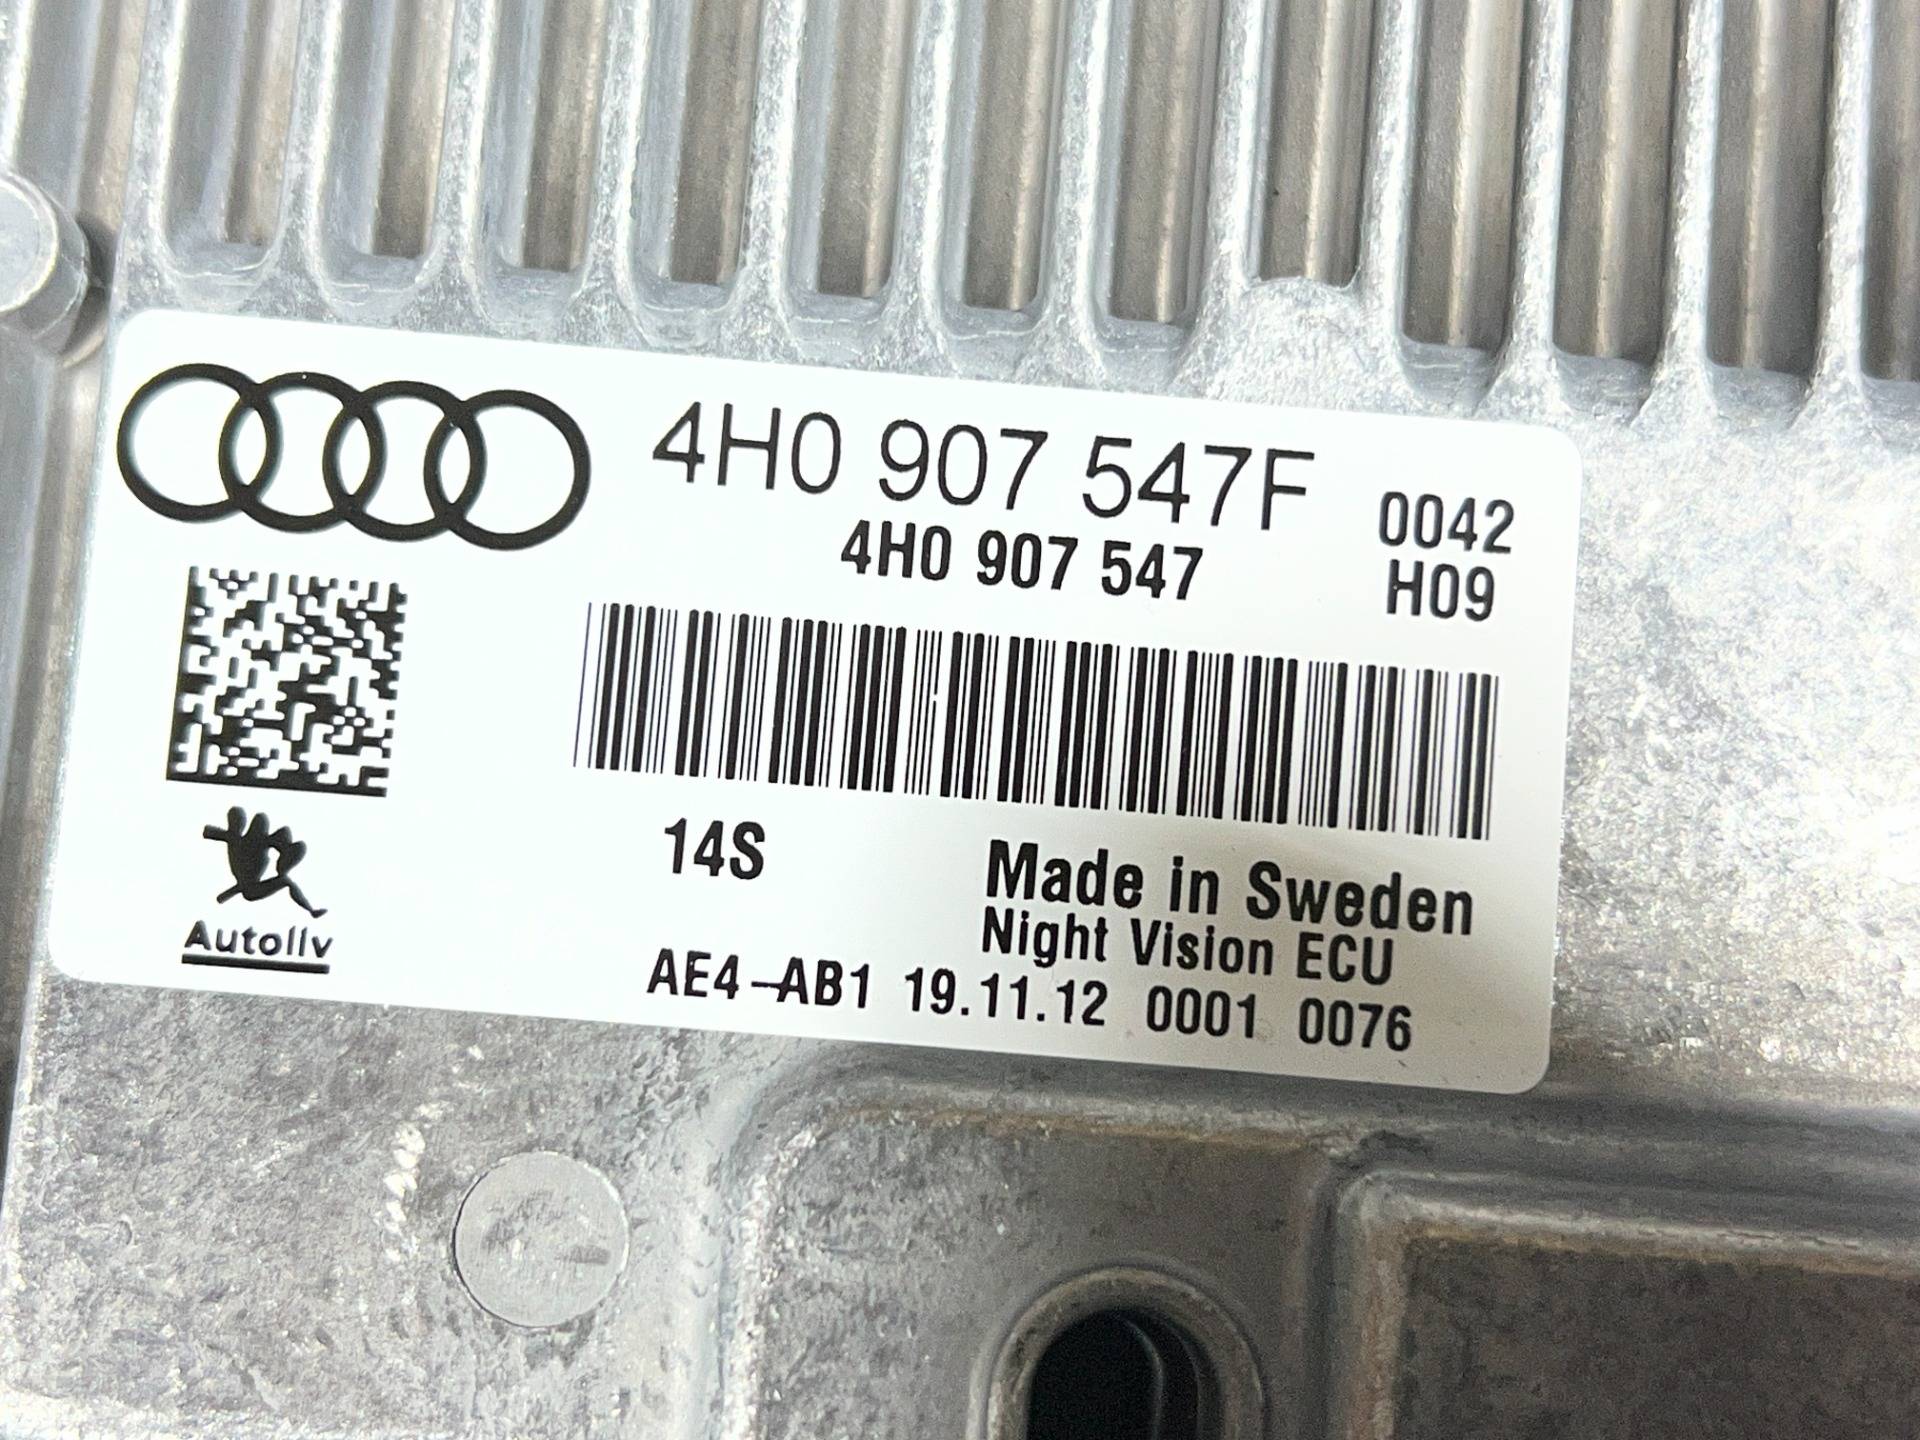 4H0 907 547F 0042
4H0 907 547 H09
14S
Made in Sweden
Night Vision ECU
Autoliv
AE4-AB1 19.11.12 0001 0076